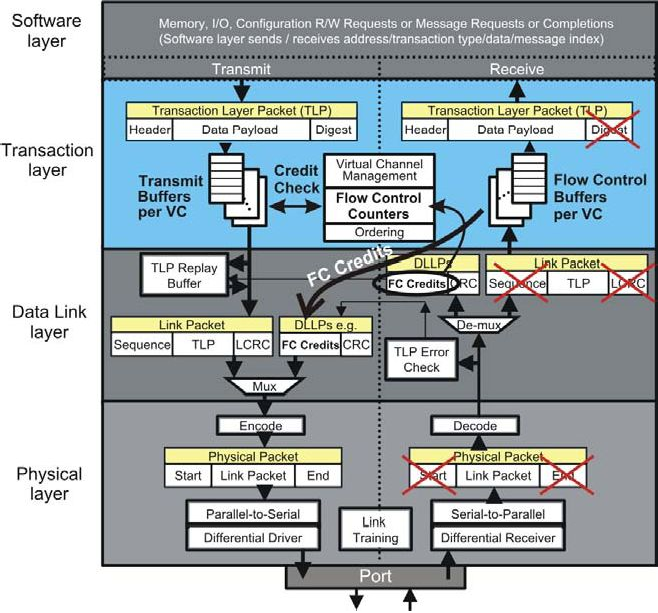 Software
layer
Memory, I/O, Configuration R/W Requests or Message Requests or Completions
(Software layer sends / receives address/transaction type/data/message index)
Transmit
Receive
Transaction
layer
Transaction Layer Packet (TLP)
Header
Data Payload
Digest
Transaction Layer Packet (TLP)
Header
Data Payload
Digest
Transmit
Buffers
per VC
Credit
Check
Virtual Channel
Management
Flow Control
Counters
Ordering
Flow Control
Buffers
per VC
Data Link
layer
TLP Replay
Buffer
FC Credits
DLLPs
FC Credits
CRC
Link Packet
Sequence
TLP
LCRC
Link Packet
Sequence
TLP
LCRC
DLLPs e.g.
FC Credits
CRC
De-mux
TLP Error
Check
Mux
Physical
layer
Encode
Decode
Physical Packet
Start
Link Packet
End
Physical Packet
Start
Link Packet
End
Parallel-to-Serial
Differential Driver
Link
Training
Serial-to-Parallel
Differential Receiver
Port